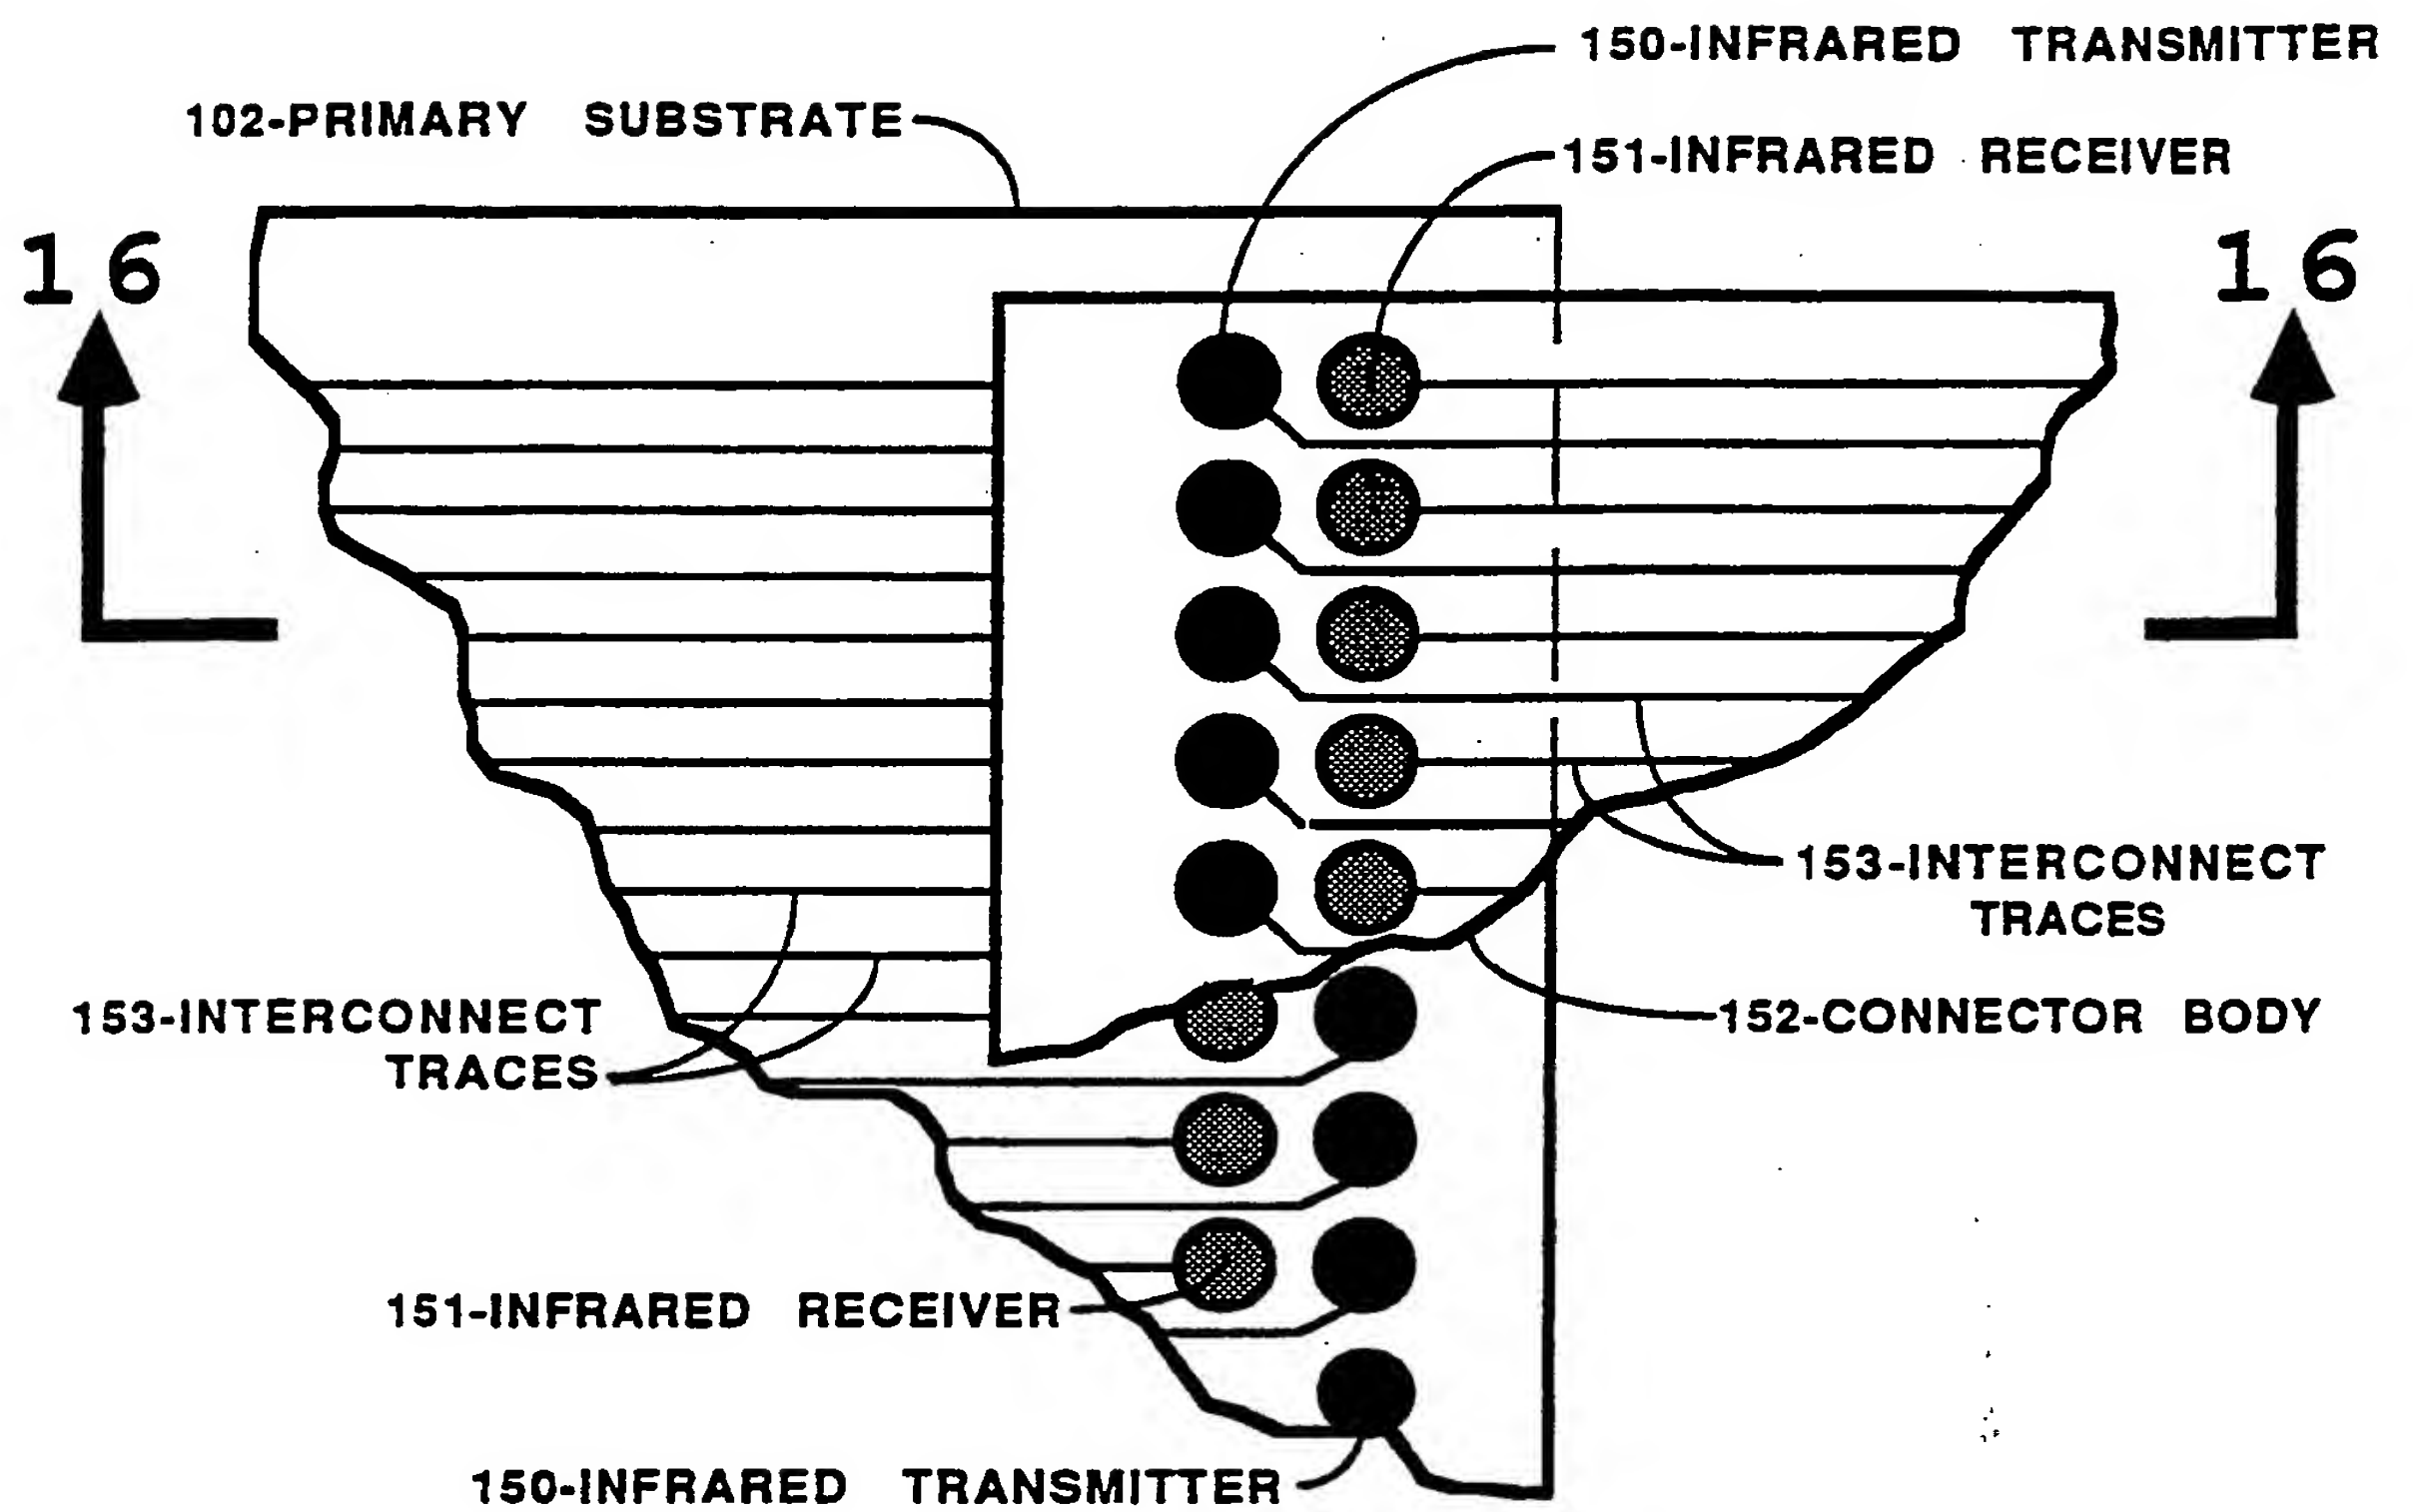 150-INFRARED TRANSMITTER
102-PRIMARY SUBSTRATE
151-INFRARED RECEIVER
16
16
153-INTERCONNECT
TRACES
153-INTERCONNECT
TRACES
152-CONNECTOR BODY
151-INFRARED RECEIVER
150-INFRARED TRANSMITTER